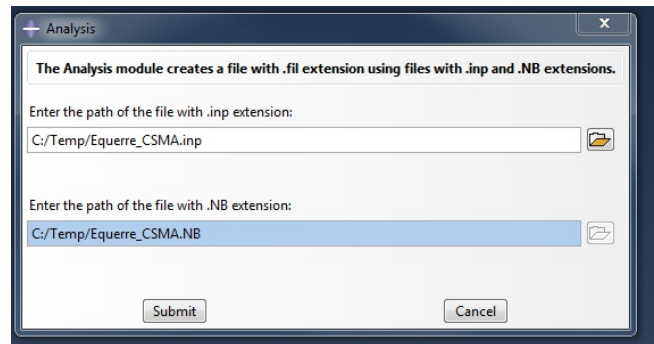 Analysis
x
The Analysis module creates a file with .fil extension using files with .inp and .NB extensions.
Enter the path of the file with .inp extension:
C:/Temp/Equerre_CSMA.inp
Enter the path of the file with .NB extension:
C:/Temp/Equerre_CSMA.NB
Submit Cancel